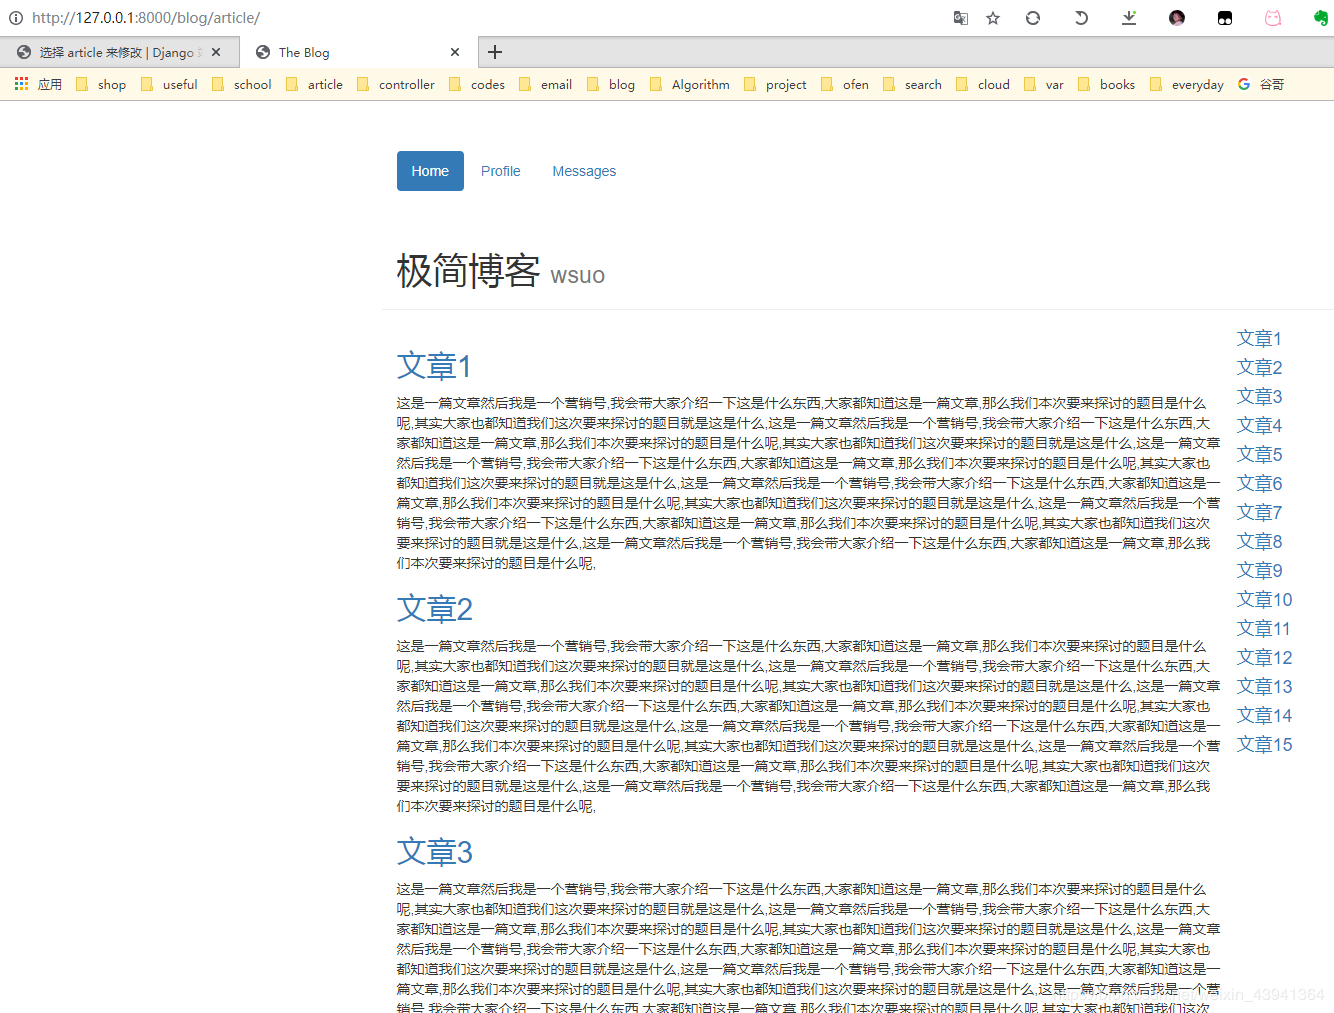 http://127.0.0.1:8000/blog/article/
选择 article 来修改 | Django
The Blog
应用 shop useful school article controller codes email blog Algorithm project ofen search cloud var books everyday 谷哥
Home Profile Messages
极简博客 wsuo
文章1
这是一篇文章然后我是一个营销号,我会带大家介绍一下这是什么东西,大家都知道这是一篇文章,那么我们本次要来探讨的题目是什么
呢,其实大家也都知道我们这次要来探讨的题目就是这是什么,这是一篇文章然后我是一个营销号,我会带大家介绍一下这是什么东西,大
家都知道这是一篇文章,那么我们本次要来探讨的题目是什么呢,其实大家也都知道我们这次要来探讨的题目就是这是什么,这是一篇文章
然后我是一个营销号,我会带大家介绍一下这是什么东西,大家都知道这是一篇文章,那么我们本次要来探讨的题目是什么呢,其实大家也
都知道我们这次要来探讨的题目就是这是什么,这是一篇文章然后我是一个营销号,我会带大家介绍一下这是什么东西,大家都知道这是一
篇文章,那么我们本次要来探讨的题目是什么呢,其实大家也都知道我们这次要来探讨的题目就是这是什么,这是一篇文章然后我是一个营
销号,我会带大家介绍一下这是什么东西,大家都知道这是一篇文章,那么我们本次要来探讨的题目是什么呢,其实大家也都知道我们这次
要来探讨的题目就是这是什么,这是一篇文章然后我是一个营销号,我会带大家介绍一下这是什么东西,大家都知道这是一篇文章,那么我
们本次要来探讨的题目是什么呢,
文章2
这是一篇文章然后我是一个营销号,我会带大家介绍一下这是什么东西,大家都知道这是一篇文章,那么我们本次要来探讨的题目是什么
呢,其实大家也都知道我们这次要来探讨的题目就是这是什么,这是一篇文章然后我是一个营销号,我会带大家介绍一下这是什么东西,大
家都知道这是一篇文章,那么我们本次要来探讨的题目是什么呢,其实大家也都知道我们这次要来探讨的题目就是这是什么,这是一篇文章
然后我是一个营销号,我会带大家介绍一下这是什么东西,大家都知道这是一篇文章,那么我们本次要来探讨的题目是什么呢,其实大家也
都知道我们这次要来探讨的题目就是这是什么,这是一篇文章然后我是一个营销号,我会带大家介绍一下这是什么东西,大家都知道这是一
篇文章,那么我们本次要来探讨的题目是什么呢,其实大家也都知道我们这次要来探讨的题目就是这是什么,这是一篇文章然后我是一个营
销号,我会带大家介绍一下这是什么东西,大家都知道这是一篇文章,那么我们本次要来探讨的题目是什么呢,其实大家也都知道我们这次
要来探讨的题目就是这是什么,这是一篇文章然后我是一个营销号,我会带大家介绍一下这是什么东西,大家都知道这是一篇文章,那么我
们本次要来探讨的题目是什么呢,
文章3
这是一篇文章然后我是一个营销号,我会带大家介绍一下这是什么东西,大家都知道这是一篇文章,那么我们本次要来探讨的题目是什么
呢,其实大家也都知道我们这次要来探讨的题目就是这是什么,这是一篇文章然后我是一个营销号,我会带大家介绍一下这是什么东西,大
家都知道这是一篇文章,那么我们本次要来探讨的题目是什么呢,其实大家也都知道我们这次要来探讨的题目就是这是什么,这是一篇文章
然后我是一个营销号,我会带大家介绍一下这是什么东西,大家都知道这是一篇文章,那么我们本次要来探讨的题目是什么呢,其实大家也
都知道我们这次要来探讨的题目就是这是什么,这是一篇文章然后我是一个营销号,我会带大家介绍一下这是什么东西,大家都知道这是一
篇文章,那么我们本次要来探讨的题目是什么呢,其实大家也都知道我们这次要来探讨的题目就是这是什么,这是一篇文章然后我是一个营
销号,我会带大家介绍一下这是什么东西,大家都知道这是一篇文章,那么我们本次要来探讨的题目是什么呢,其实大家也都知道我们这次
文章1
文章2
文章3
文章4
文章5
文章6
文章7
文章8
文章9
文章10
文章11
文章12
文章13
文章14
文章15
https://blog.csdn.net/weixin_43941364